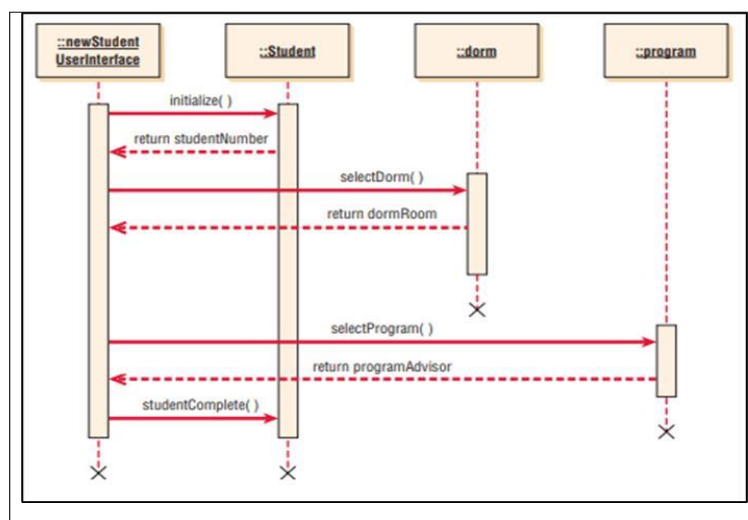 ::newStudent
UserInterface
::Student
::dorm
::program
initialize( )
return studentNumber
selectDorm( )
return dormRoom
selectProgram( )
return programAdvisor
studentComplete( )